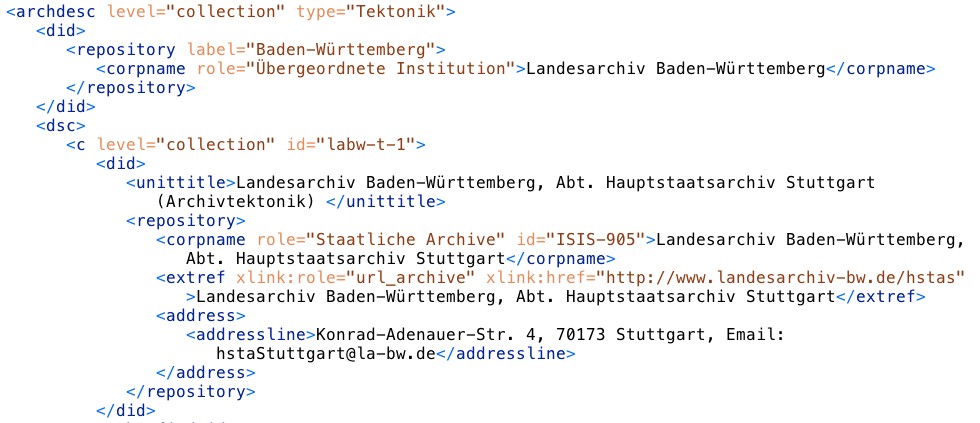 <archdesc level="collection" type="Tektonik">
<did>
<repository label="Baden-Württemberg">
<corpname role="Übergeordnete Institution">Landesarchiv Baden-Württemberg</corpname>
</repository>
</did>
<dsc>
<c level="collection" id="labw-t-1">
<did>
<unittitle>Landesarchiv Baden-Württemberg, Abt. Hauptstaatsarchiv Stuttgart
(Archivtektonik) </unittitle>
<repository>
<corpname role="Staatliche Archive" id="ISIS-905">Landesarchiv Baden-Württemberg,
Abt. Hauptstaatsarchiv Stuttgart</corpname>
<extref xlink:role="url_archive" xlink:href="http://www.landesarchiv-bw.de/hstas"
>Landesarchiv Baden-Württemberg, Abt. Hauptstaatsarchiv Stuttgart</extref>
<address>
<addressline>Konrad-Adenauer-Str. 4, 70173 Stuttgart, Email:
hstaStuttgart@la-bw.de</addressline>
</address>
</repository>
</did>